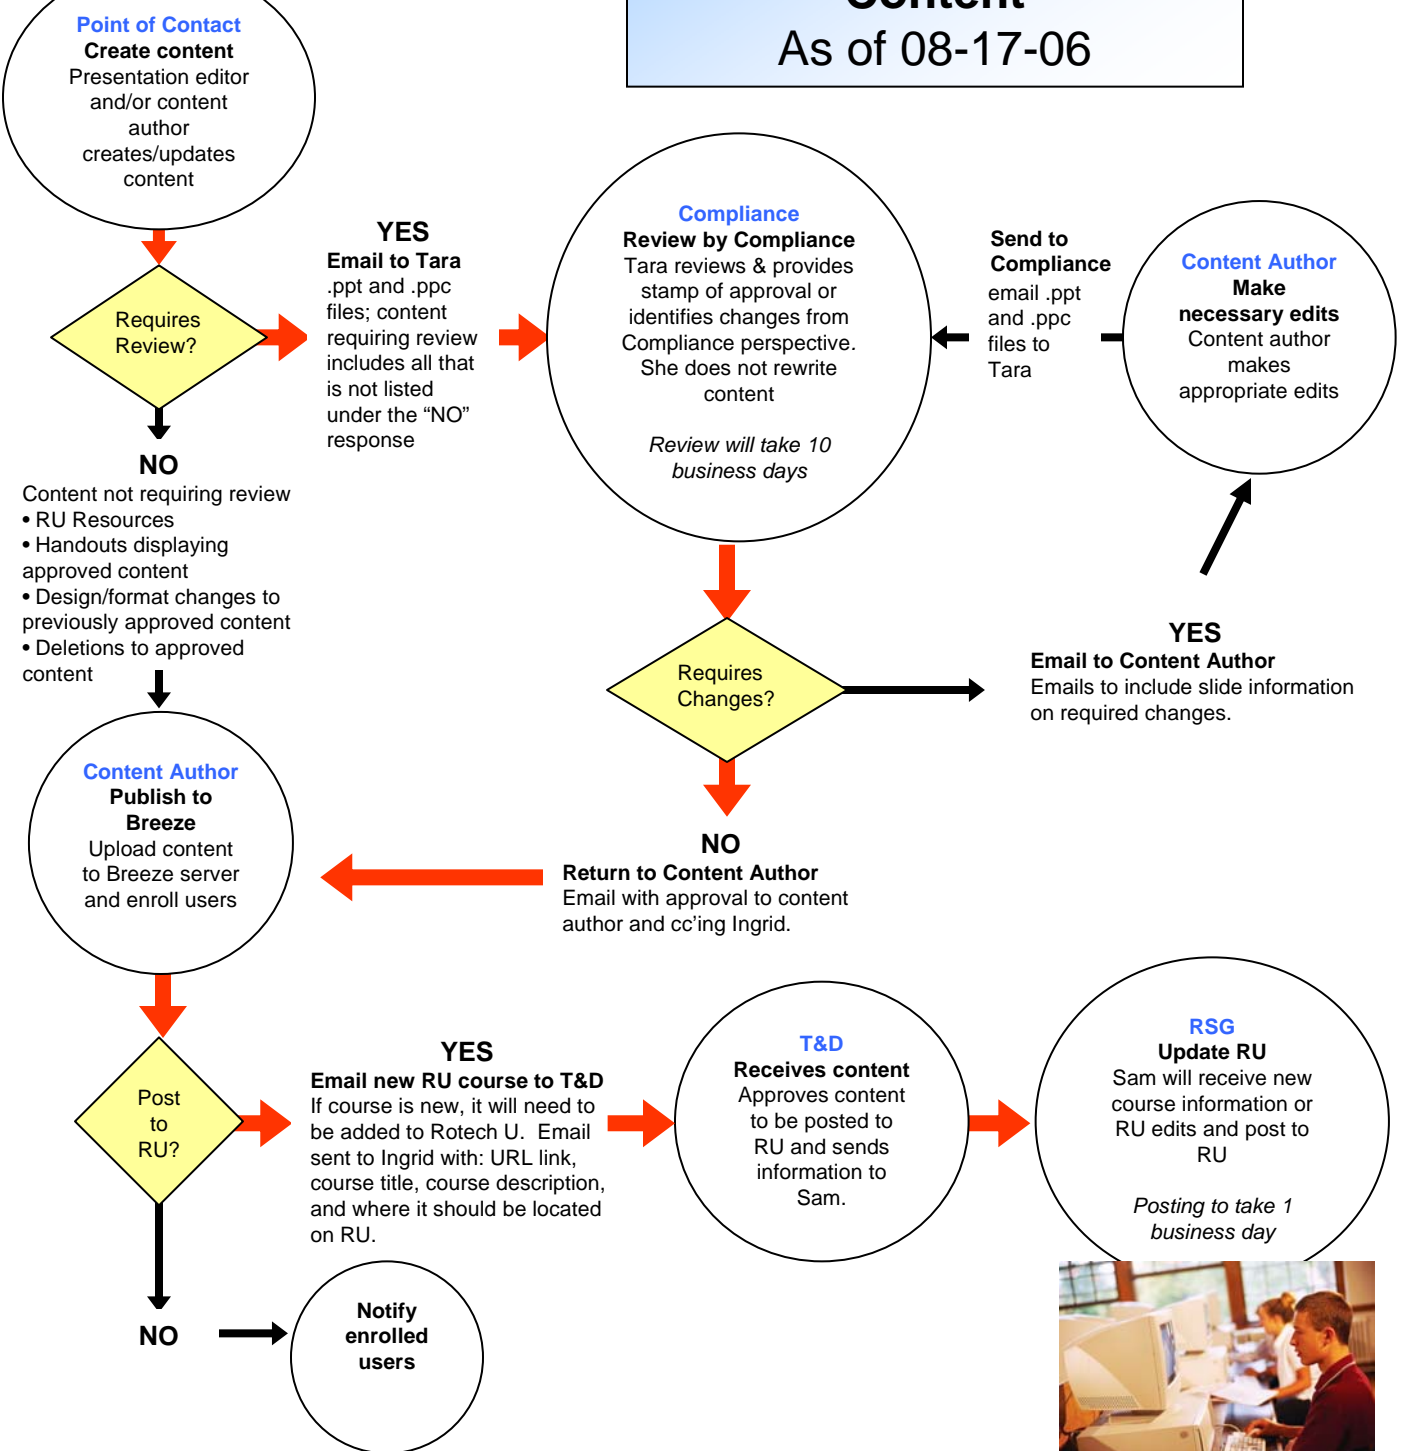 Content
As of 08-17-06
Point of Contact
Create content
Presentation editor
and/or content
author
creates/updates
content
Requires
Review?
YES
Email to Tara
.ppt and .ppc
files; content
requiring review
includes all that
is not listed
under the “NO”
response
Compliance
Review by Compliance
Tara reviews & provides
stamp of approval or
identifies changes from
Compliance perspective.
She does not rewrite
content
Review will take 10
business days
Send to
Compliance
email .ppt
and .ppc
files to
Tara
Content Author
Make
necessary edits
Content author
makes
appropriate edits
NO
Content not requiring review
• RU Resources
• Handouts displaying
approved content
• Design/format changes to
previously approved content
• Deletions to approved
content
Requires
Changes?
YES
Email to Content Author
Emails to include slide information
on required changes.
NO
Return to Content Author
Email with approval to content
author and cc’ing Ingrid.
Content Author
Publish to
Breeze
Upload content
to Breeze server
and enroll users
Post
to
RU?
YES
Email new RU course to T&D
If course is new, it will need to
be added to Rotech U.  Email
sent to Ingrid with: URL link,
course title, course description,
and where it should be located
on RU.
T&D
Receives content
Approves content
to be posted to
RU and sends
information to
Sam.
RSG
Update RU
Sam will receive new
course information or
RU edits and post to
RU
Posting to take 1
business day
NO
Notify
enrolled
users